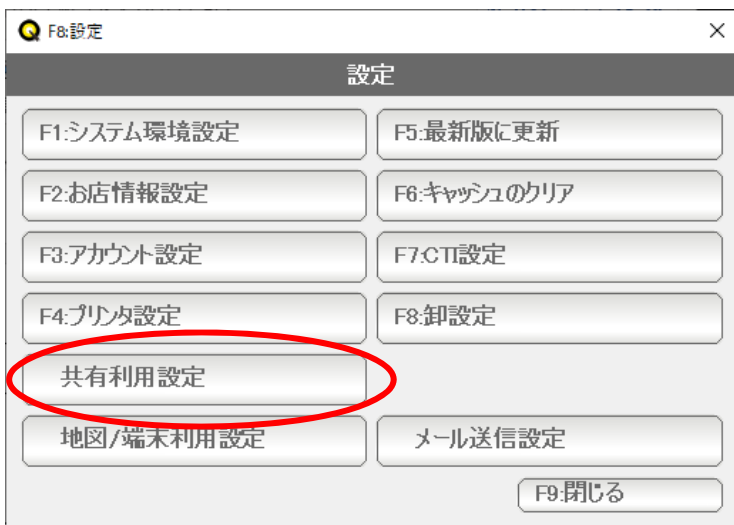 F8:設定
設定
F1:システム環境設定
F5:最新版に更新
F2:お店情報設定
F6:キャッシュのクリア
F3:アカウント設定
F7:CTI設定
F4:プリンタ設定
F8:卸設定
共有利用設定
地図/端末利用設定
メール送信設定
F9:閉じる